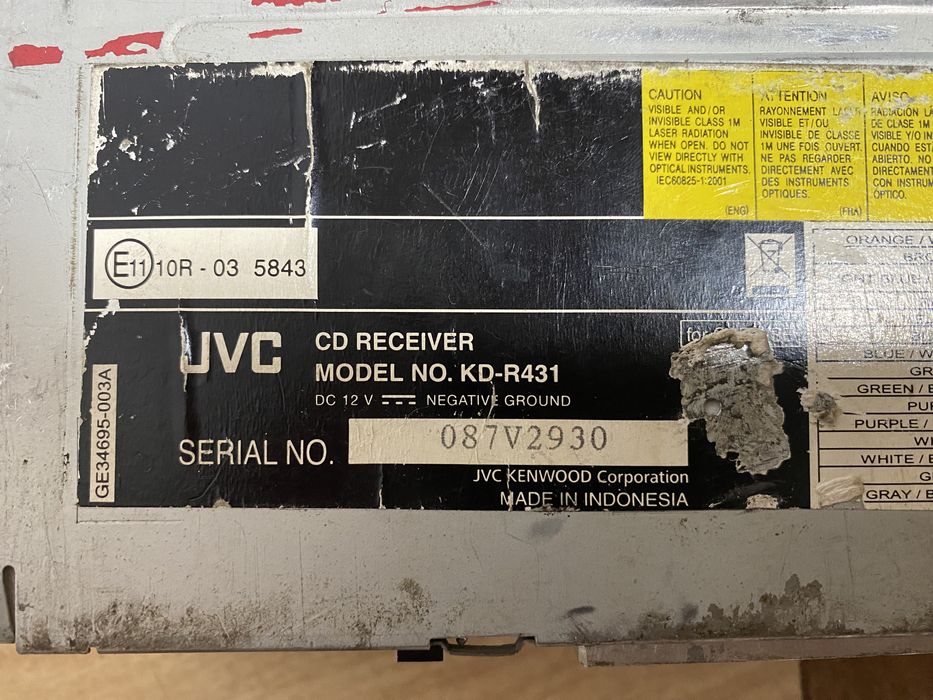 CAUTION
VISIBLE AND/OR
INVISIBLE CLASS 1M
LASER RADIATION
WHEN OPEN. DO NOT
VIEW DIRECTLY WITH
OPTICAL INSTRUMENTS.
IEC60825-1:2001
(ENG)
ATTENTION
RAYONNEMENT LASER
VISIBLE ET/OU
INVISIBLE DE CLASSE
1M UNE FOIS OUVERT.
NE PAS REGARDER
DIRECTEMENT AVEC
DES INSTRUMENTS
OPTIQUES.
(FRA)
AVISO
RADIACIÓN LA
DE CLASE 1M
VISIBLE Y/O IN
CUANDO ESTA
ABIERTO. NO
DIRECTAMENT
CON INSTRUM
ÓPTICO.
E11 10R - 03 5843
JVC
CD RECEIVER
MODEL NO. KD-R431
DC 12 V NEGATIVE GROUND
SERIAL NO. 087V2930
JVC KENWOOD Corporation
MADE IN INDONESIA
GE34695-003A
ORANGE / W
BRO
BLUE / W
GR
GREEN / B
PUR
PURPLE /
WH
WHITE / B
G
GRAY / B